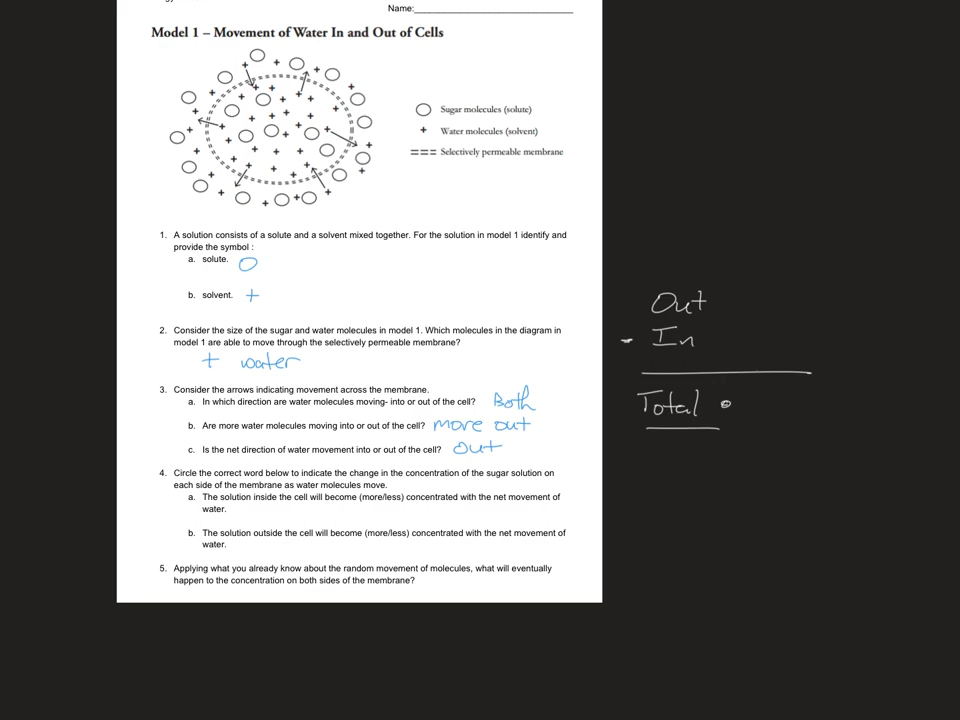 Name:
Model 1 – Movement of Water In and Out of Cells
Sugar molecules (solute)
+ Water molecules (solvent)
=== Selectively permeable membrane
1. A solution consists of a solute and a solvent mixed together. For the solution in model 1 identify and
provide the symbol :
a. solute. O
b. solvent. +
2. Consider the size of the sugar and water molecules in model 1. Which molecules in the diagram in
model 1 are able to move through the selectively permeable membrane?
+ water
3. Consider the arrows indicating movement across the membrane.
a. In which direction are water molecules moving- into or out of the cell? Both
b. Are more water molecules moving into or out of the cell? more out
c. Is the net direction of water movement into or out of the cell? out
4. Circle the correct word below to indicate the change in the concentration of the sugar solution on
each side of the membrane as water molecules move.
a. The solution inside the cell will become (more/less) concentrated with the net movement of
water.
b. The solution outside the cell will become (more/less) concentrated with the net movement of
water.
5. Applying what you already know about the random movement of molecules, what will eventually
happen to the concentration on both sides of the membrane?
Out
- In
Total